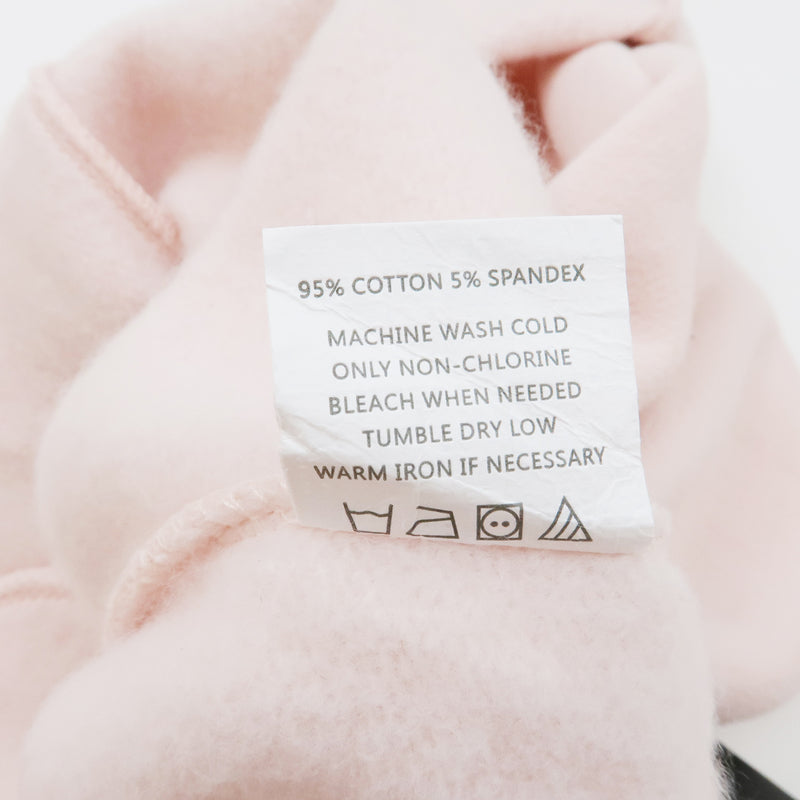 95% COTTON 5% SPANDEX
MACHINE WASH COLD
ONLY NON-CHLORINE
BLEACH WHEN NEEDED
TUMBLE DRY LOW
WARM IRON IF NECESSARY